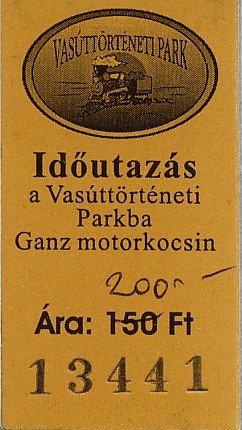 VASÚTTÖRTÉNETI PARK
Időutazás
a Vasúttörténeti
Parkba
Ganz motorkocsin
200.-
Ára: 150 Ft
13441